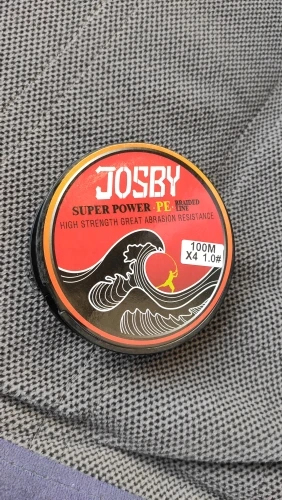 JOSBY
SUPER POWER PE BRAIDED LINE
HIGH STRENGTH GREAT ABRASION RESISTANCE
100M
X4 1.0#